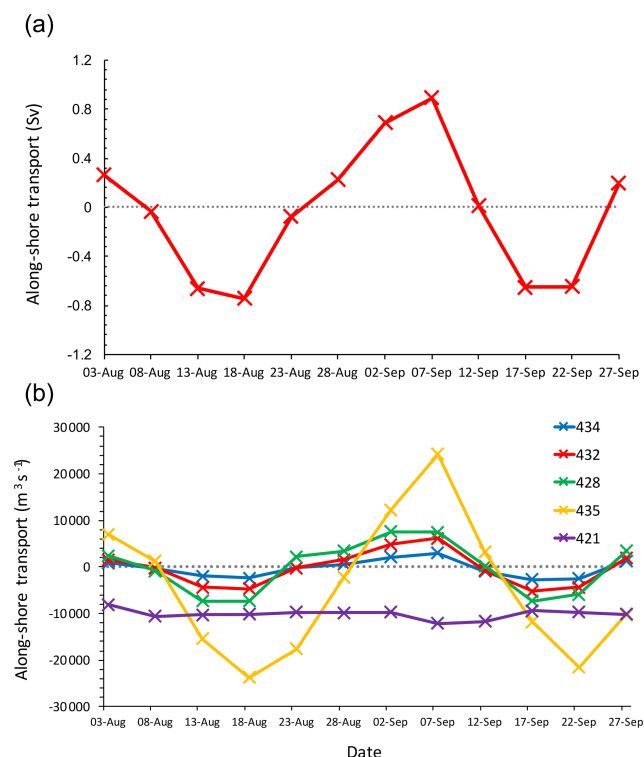 (a)
Along-shore transport (Sv)
1.2
0.8
0.4
0
-0.4
-0.8
-1.2
03-Aug 08-Aug 13-Aug 18-Aug 23-Aug 28-Aug 02-Sep 07-Sep 12-Sep 17-Sep 22-Sep 27-Sep
(b)
Along-shore transport (m³ s⁻¹)
30000
20000
10000
0
-10000
-20000
-30000
434
432
428
435
421
03-Aug 08-Aug 13-Aug 18-Aug 23-Aug 28-Aug 02-Sep 07-Sep 12-Sep 17-Sep 22-Sep 27-Sep
Date